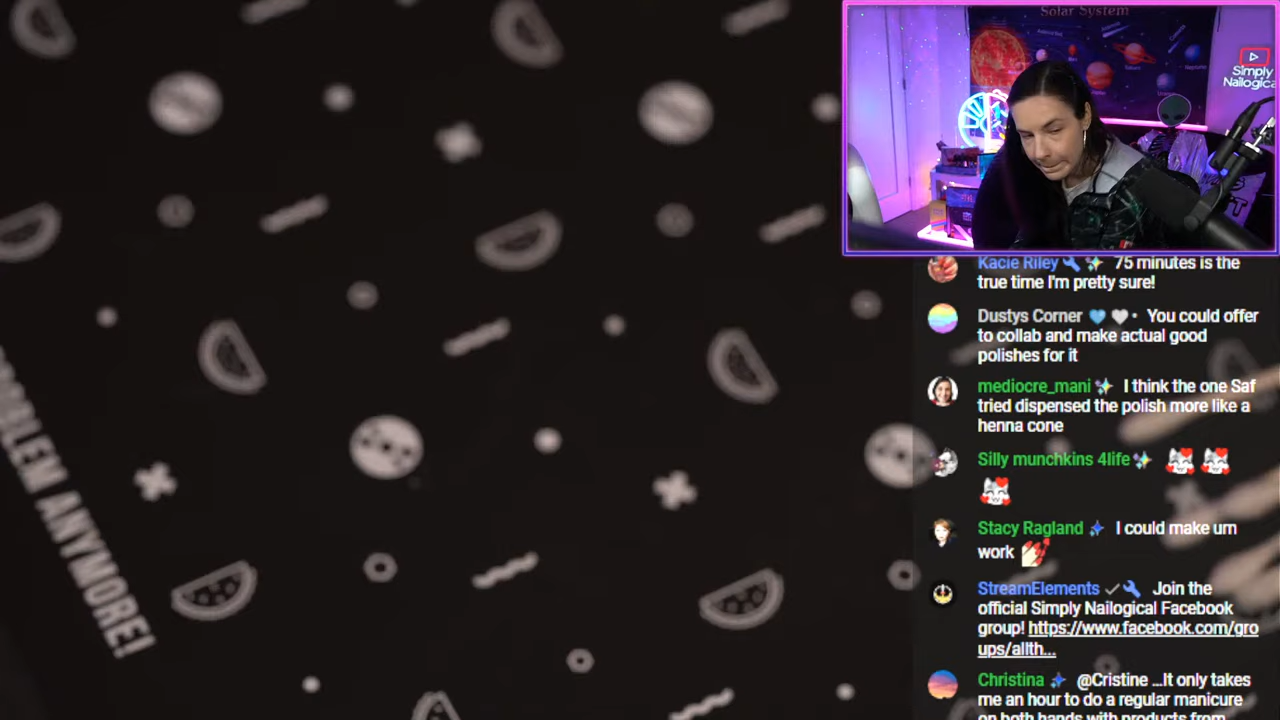 Solar System
Simply
Nailogical
Kacie Riley 75 minutes is the
true time I'm pretty sure!
Dustys Corner You could offer
to collab and make actual good
polishes for it
mediocre_mani I think the one Saf
tried dispensed the polish more like a
henna cone
Silly munchkins 4life
Stacy Ragland I could make um
work
StreamElements Join the
official Simply Nailogical Facebook
group! https://www.facebook.com/gro
ups/allth...
Christina @Cristine ...It only takes
me an hour to do a regular manicure
on both hands with products from
ANYMORE!